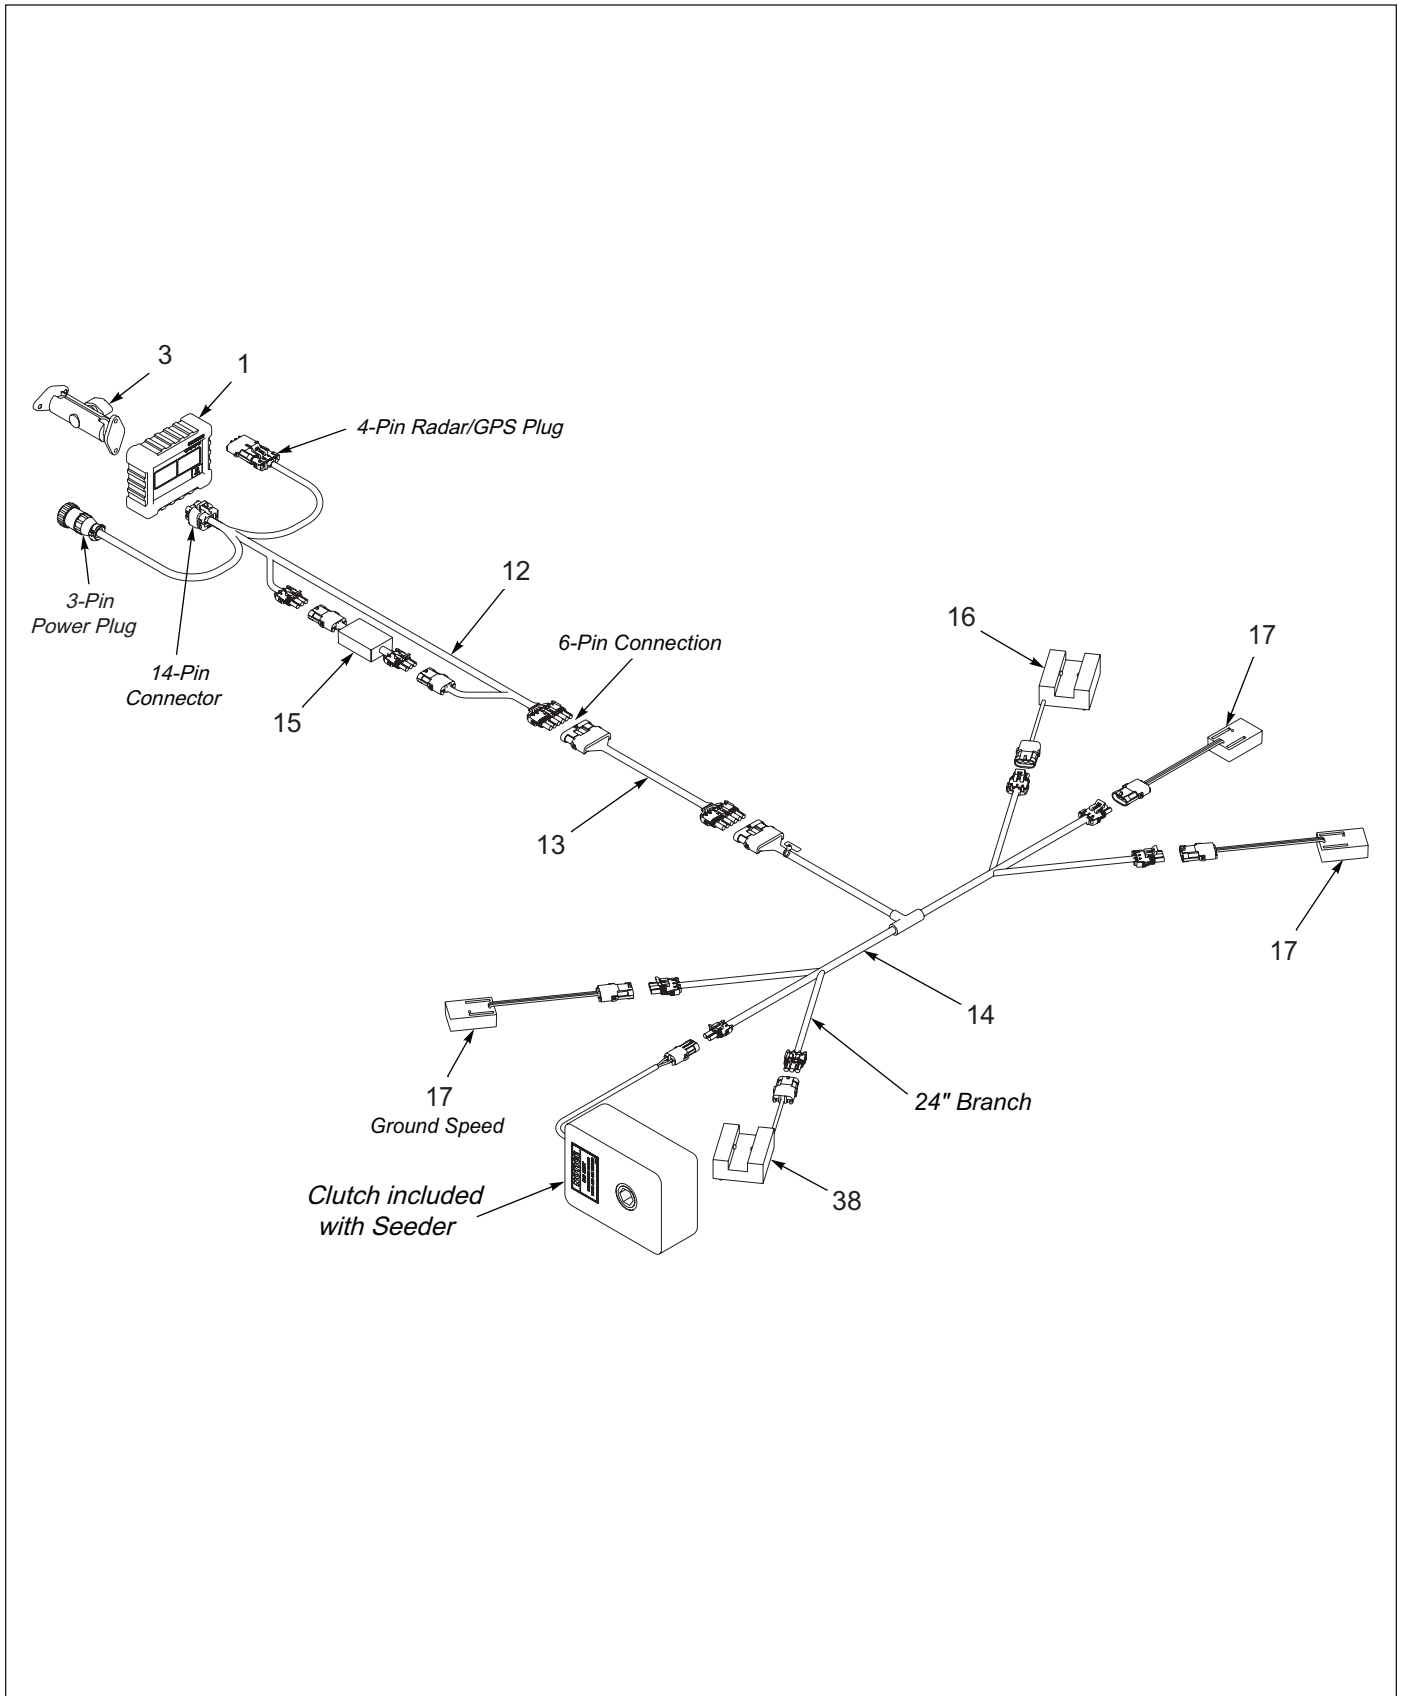 3
1
4-Pin Radar/GPS Plug
12
3-Pin
Power Plug
6-Pin Connection
16
17
14-Pin
Connector
15
13
17
14
17
Ground Speed
24" Branch
Clutch included
with Seeder
38